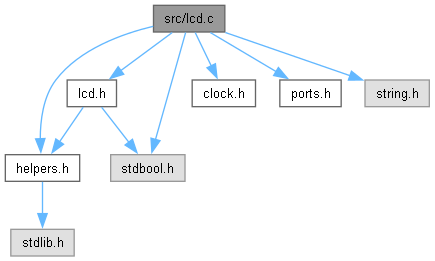 src/lcd.c
lcd.h
clock.h
ports.h
string.h
helpers.h
stdbool.h
stdlib.h